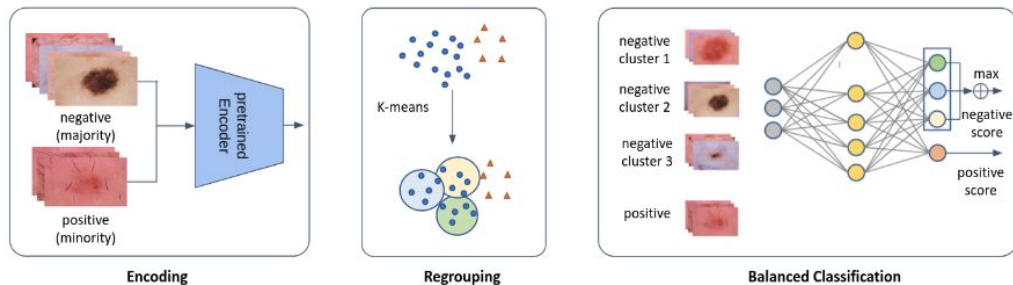 negative
(majority)
positive
(minority)
pretrained
Encoder
Encoding
K-means
Regrouping
negative
cluster 1
negative
cluster 2
negative
cluster 3
positive
max
negative
score
positive
score
Balanced Classification